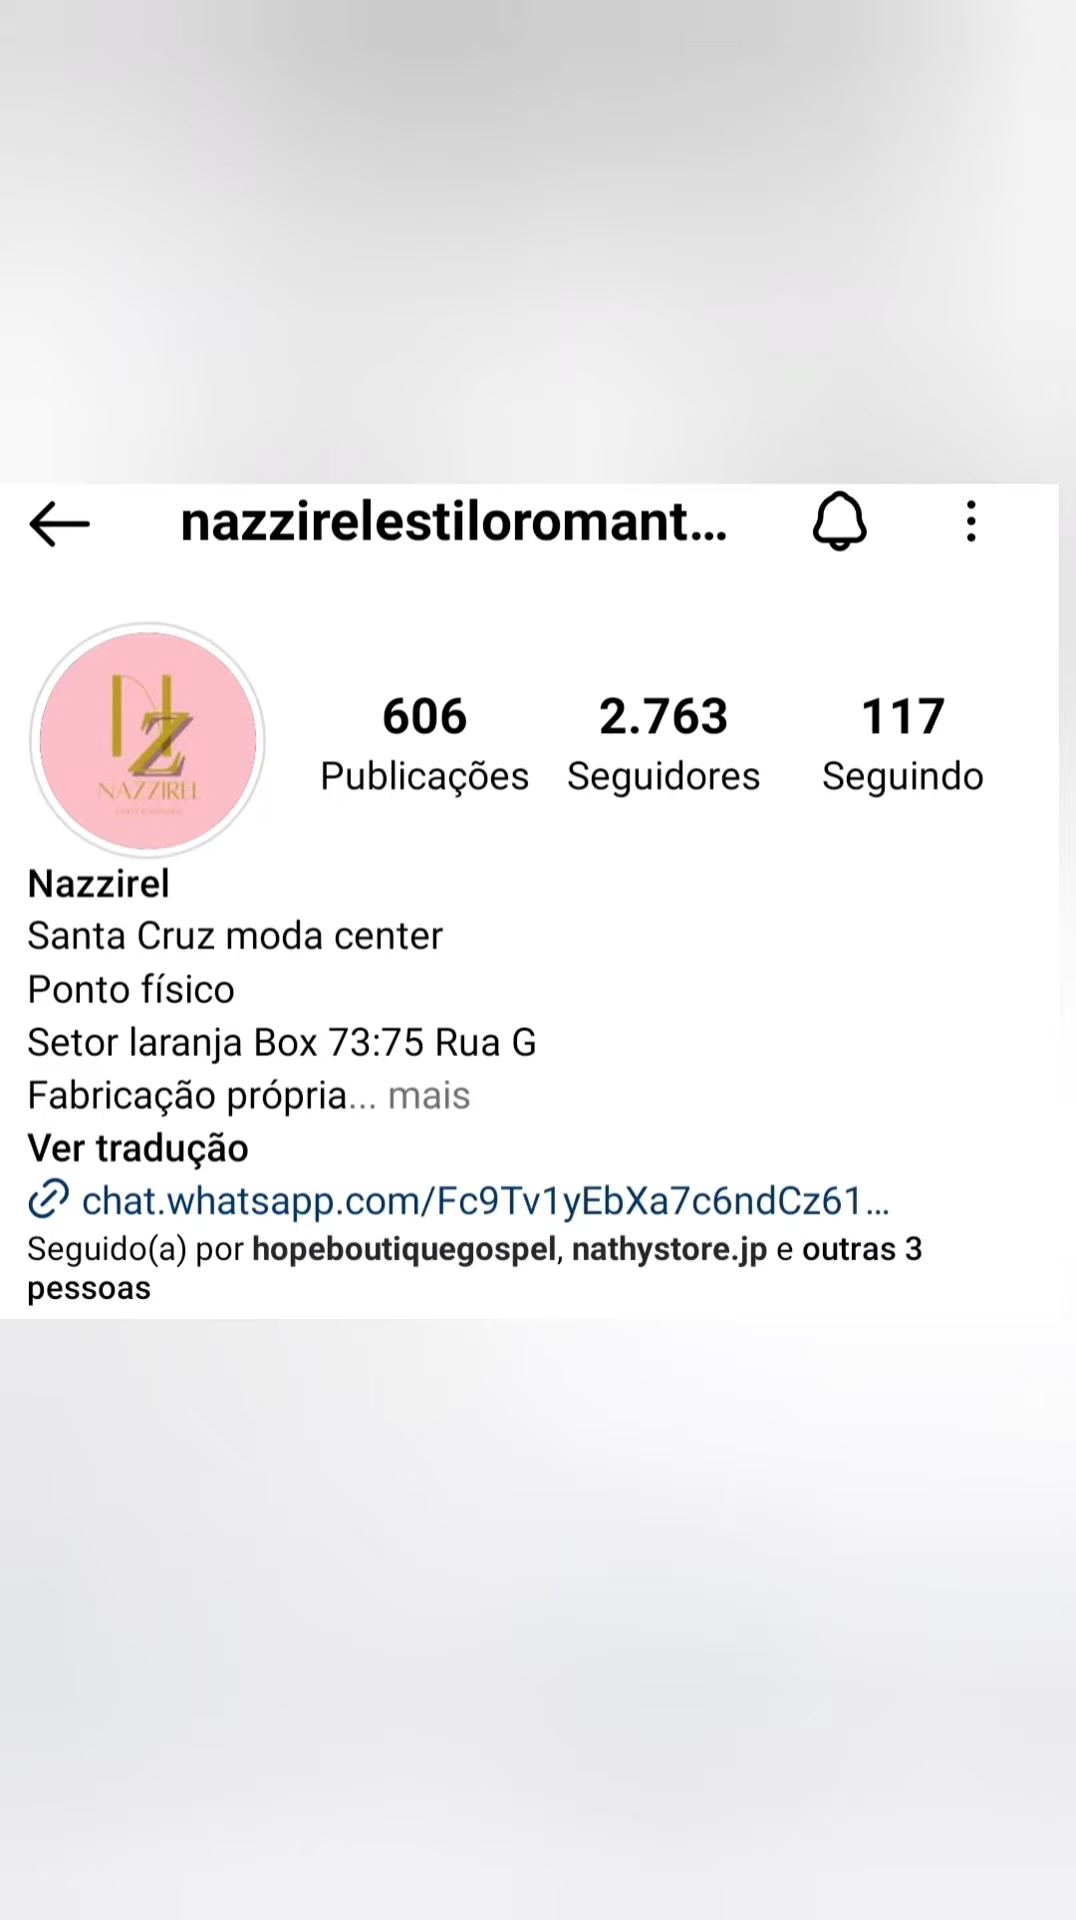 nazzirelestiloromant...
NZ
NAZZIREL
606
2.763
117
Publicações
Seguidores
Seguindo
Nazzirel
Santa Cruz moda center
Ponto físico
Setor laranja Box 73:75 Rua G
Fabricação própria... mais
Ver tradução
chat.whatsapp.com/Fc9Tv1yEbXa7c6ndCz61...
Seguido(a) por hopeboutiquegospel, nathystore.jp e outras 3
pessoas